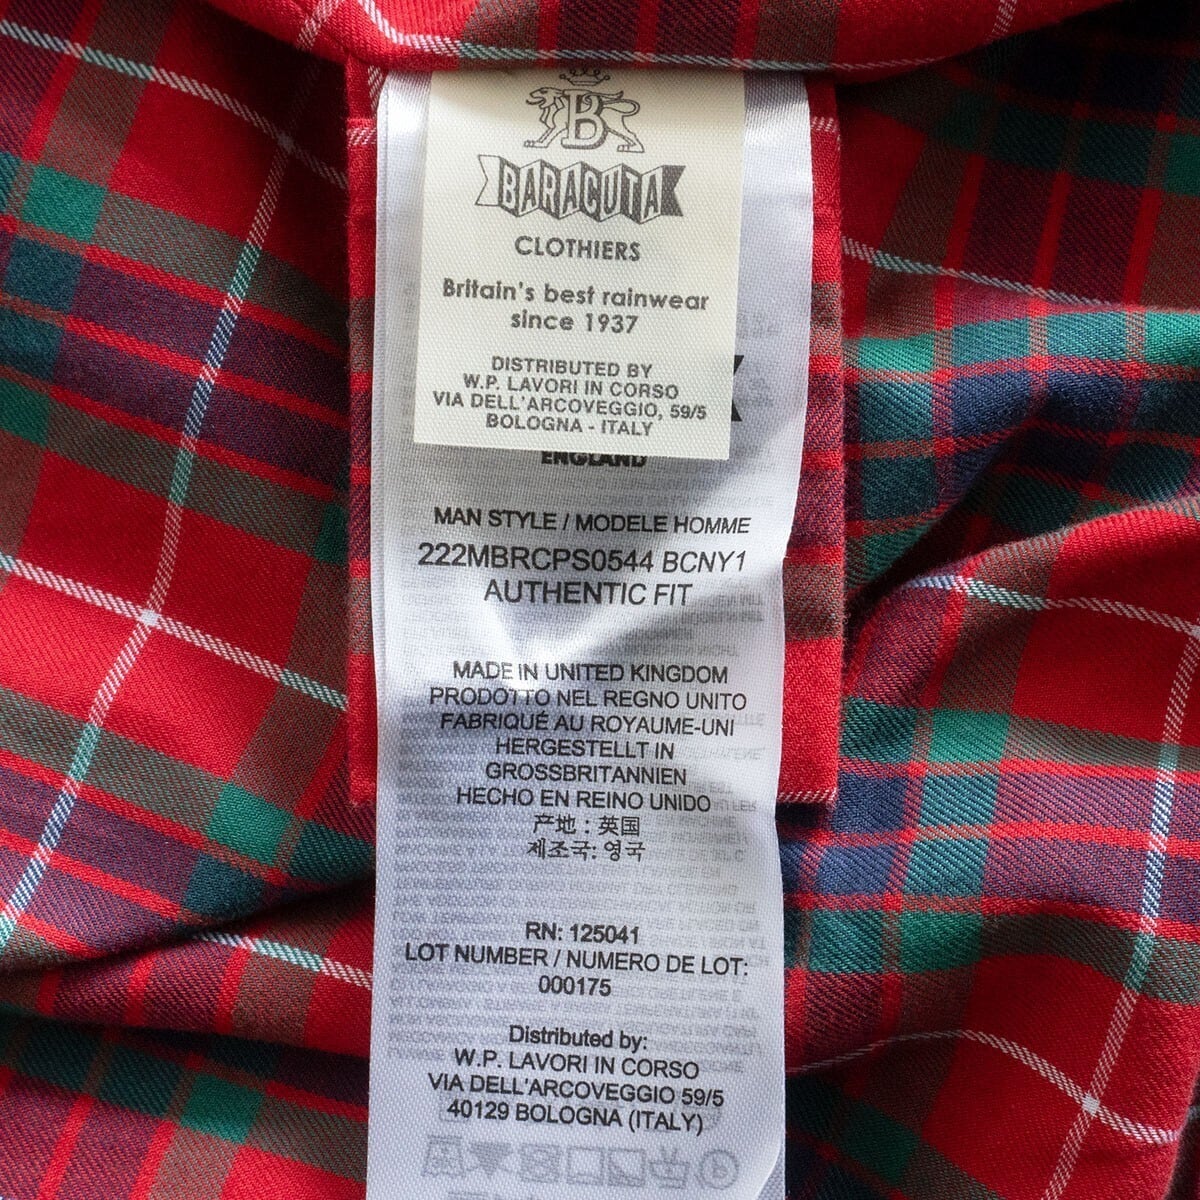 B
BARACUTA
CLOTHIERS
Britain's best rainwear
since 1937
DISTRIBUTED BY
W.P. LAVORI IN CORSO
VIA DELL'ARCOVEGGIO, 59/5
BOLOGNA - ITALY
ENGLAND
MAN STYLE / MODELE HOMME
222MBRCPS0544 BCNY1
AUTHENTIC FIT
MADE IN UNITED KINGDOM
PRODOTTO NEL REGNO UNITO
FABRIQUÉ AU ROYAUME-UNI
HERGESTELLT IN
GROSSBRITANNIEN
HECHO EN REINO UNIDO
产地 : 英国
제조국: 영국
RN: 125041
LOT NUMBER / NUMERO DE LOT:
000175
Distributed by:
W.P. LAVORI IN CORSO
VIA DELL'ARCOVEGGIO 59/5
40129 BOLOGNA (ITALY)